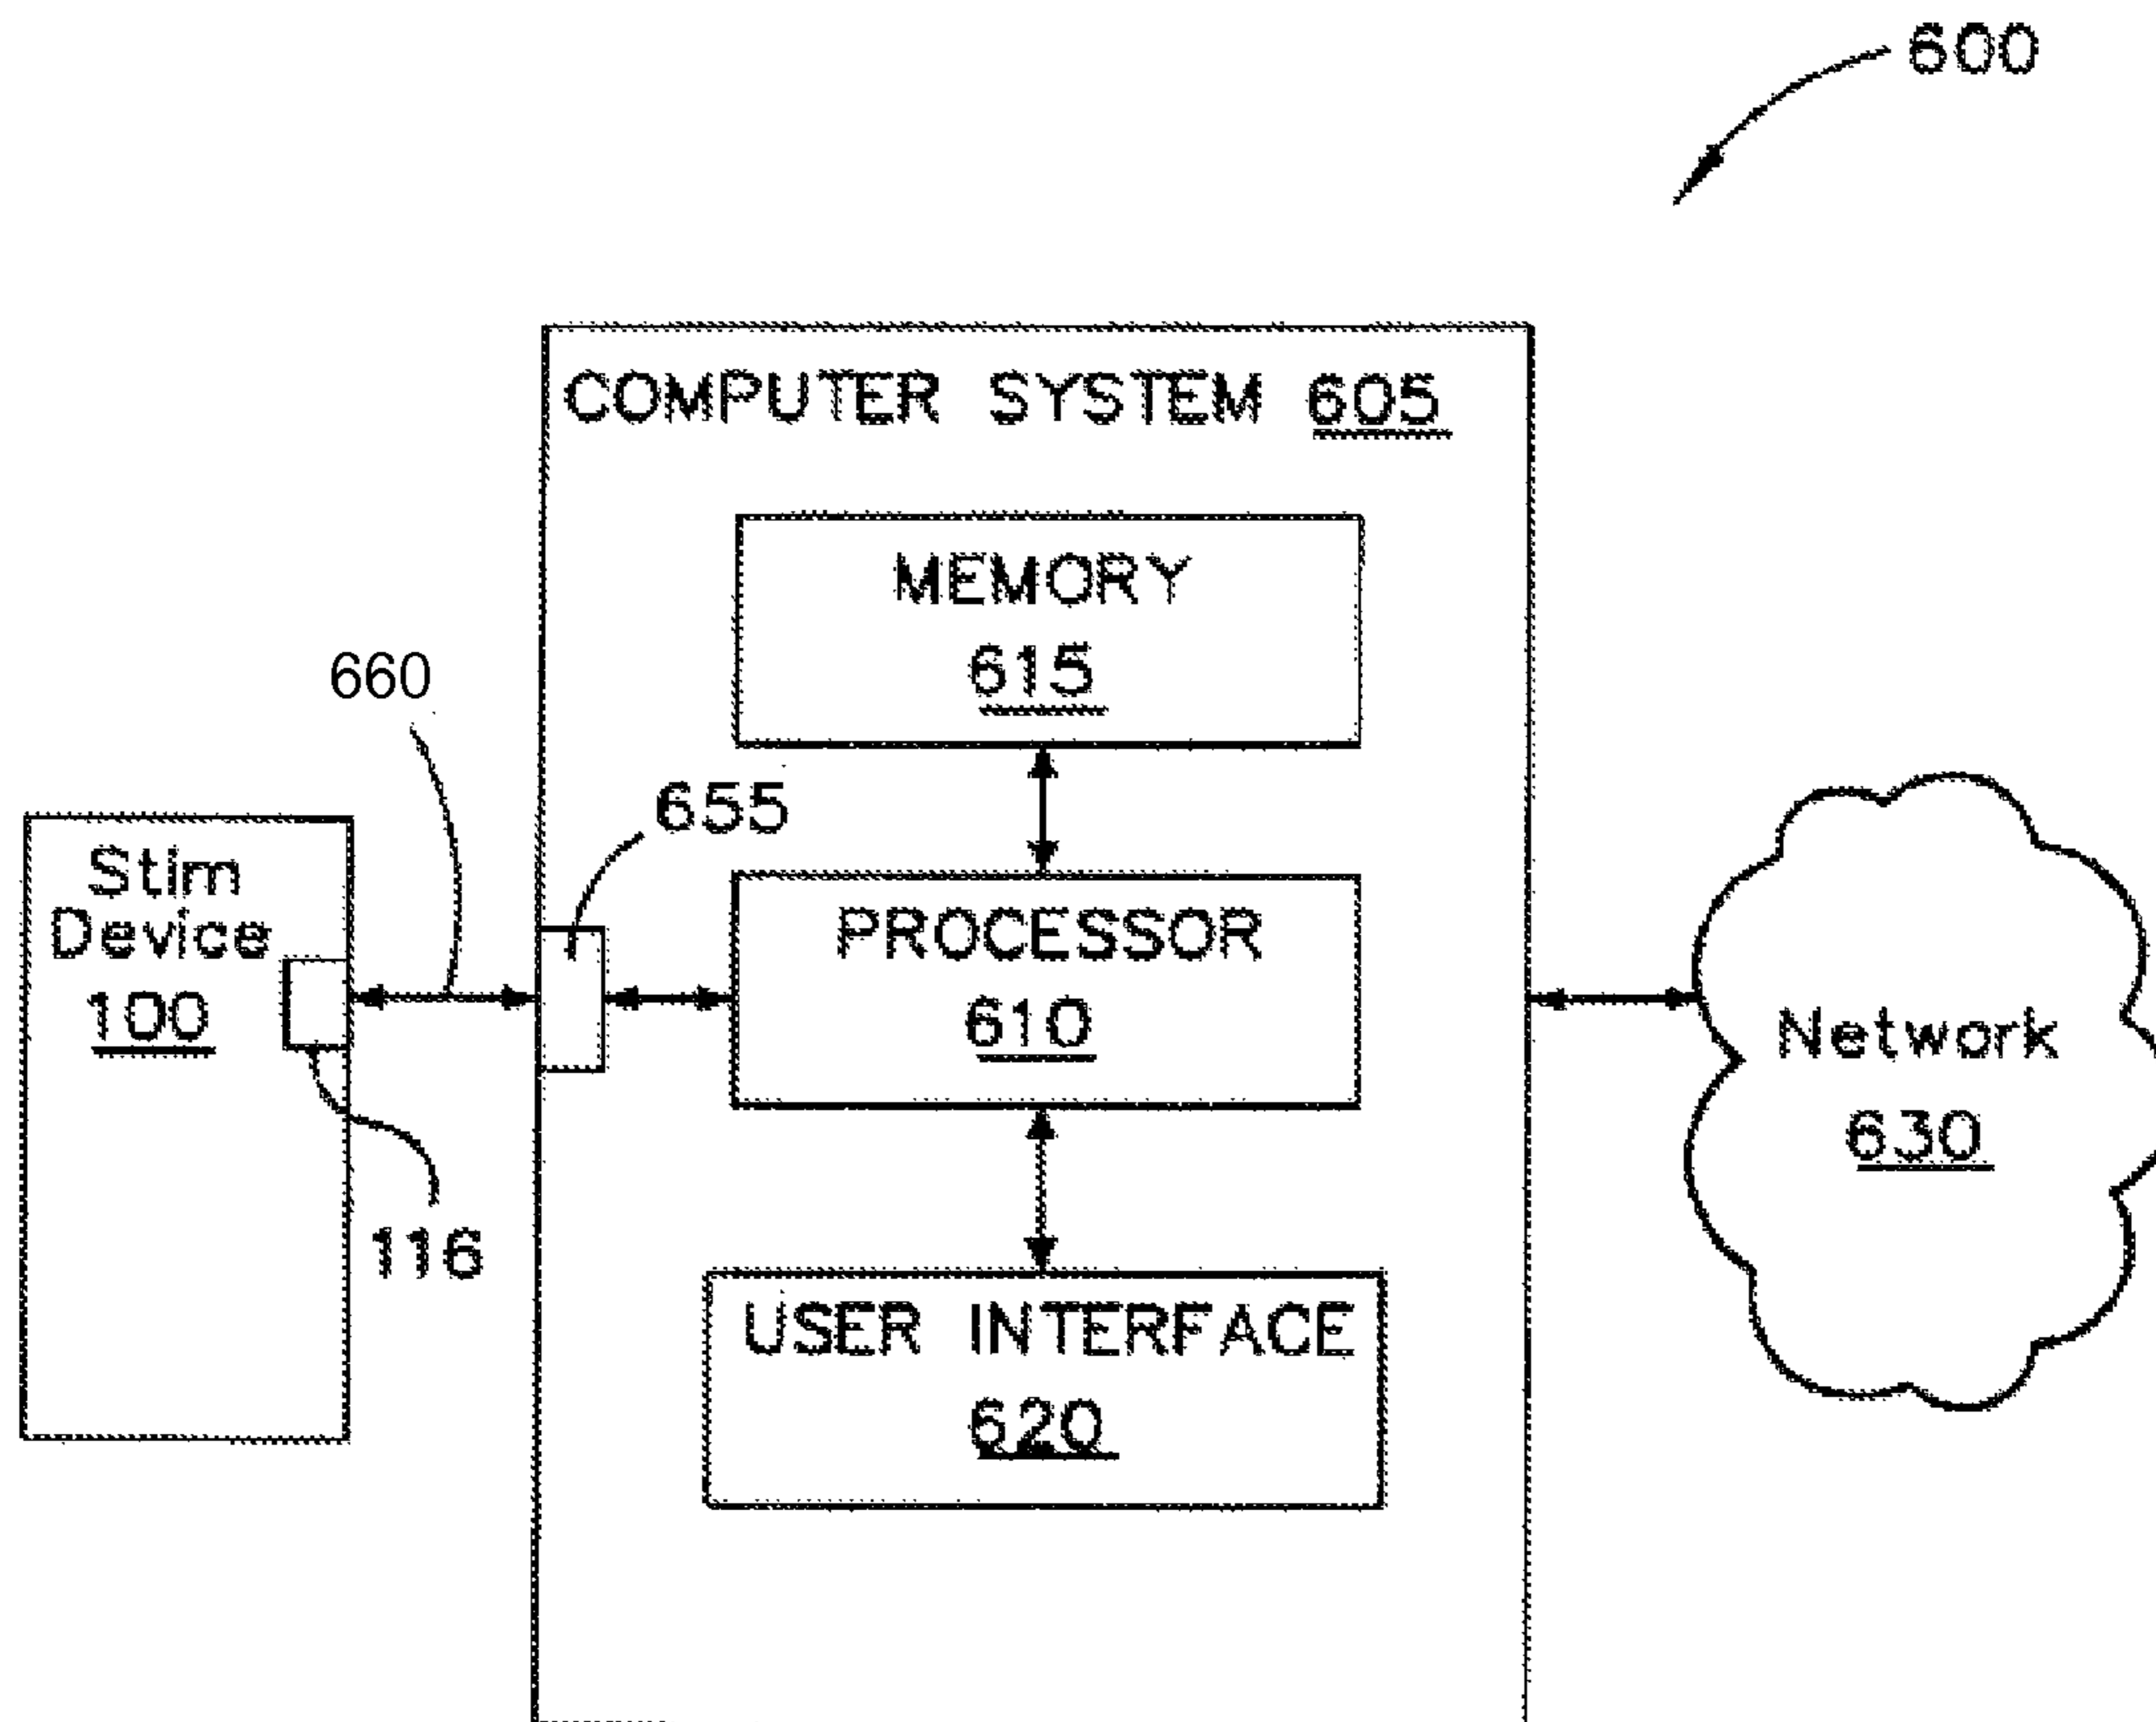 600
COMPUTER SYSTEM 605
MEMORY
615
660
655
Stim
Device
100
PROCESSOR
610
Network
630
116
USER INTERFACE
620